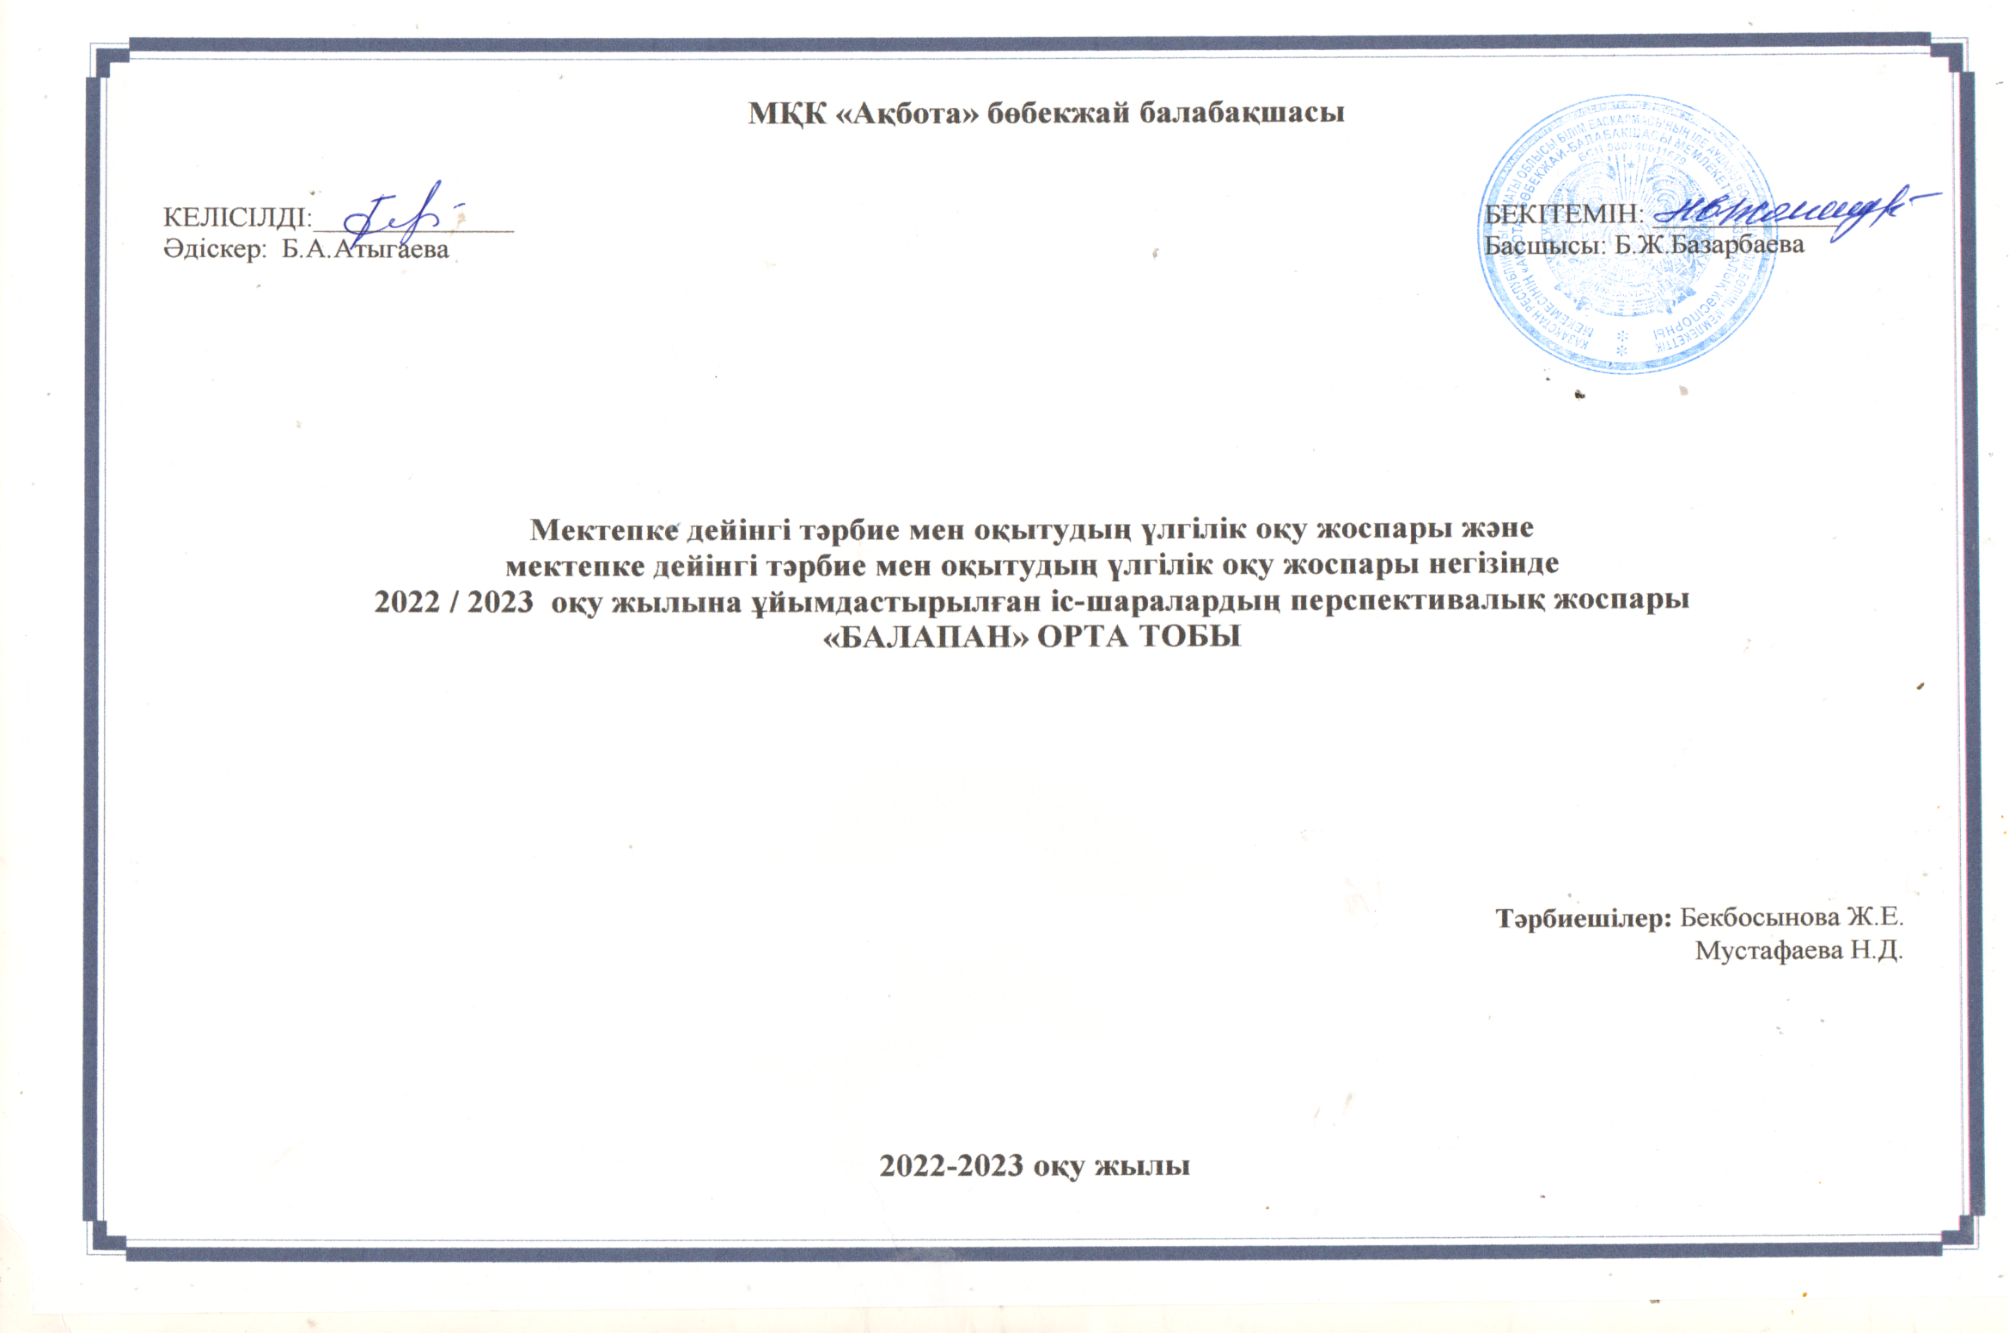 МҚК «Ақбота» бөбекжай балабақшасы
КЕЛІСІЛДІ:
Әдіскер: Б.А.Атыгаева
БЕКІТЕМІН:
Басшысы: Б.Ж.Базарбаева
Мектепке дейінгі тәрбие мен оқытудың үлгілік оқу жоспары және
мектепке дейінгі тәрбие мен оқытудың үлгілік оқу жоспары негізінде
2022 / 2023 оқу жылына ұйымдастырылған іс-шаралардың перспективалық жоспары
«БАЛАПАН» ОРТА ТОБЫ
Тәрбиешілер: Бекбосынова Ж.Е.
Мустафаева Н.Д.
2022-2023 оқу жылы